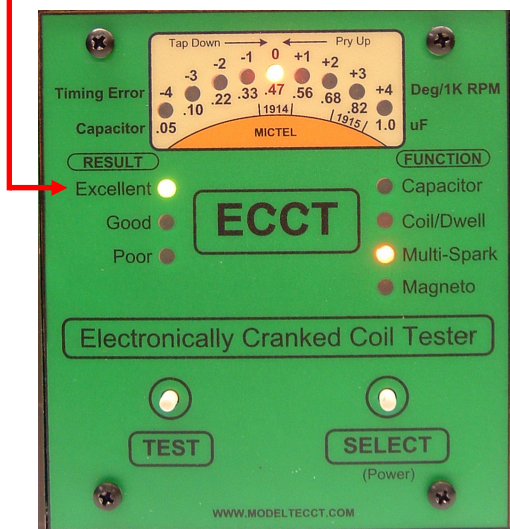 Tap Down Pry Up
-4 -3 -2 -1 0 +1 +2 +3 +4
Timing Error Deg/1K RPM
.05 .10 .22 .33 .47 .56 .68 .82 1.0
Capacitor uF
1914 1915
MICTEL
RESULT FUNCTION
Excellent Capacitor
Good Coil/Dwell
Poor Multi-Spark
Magneto
ECCT
Electronically Cranked Coil Tester
TEST SELECT
(Power)
WWW.MODELTECCT.COM